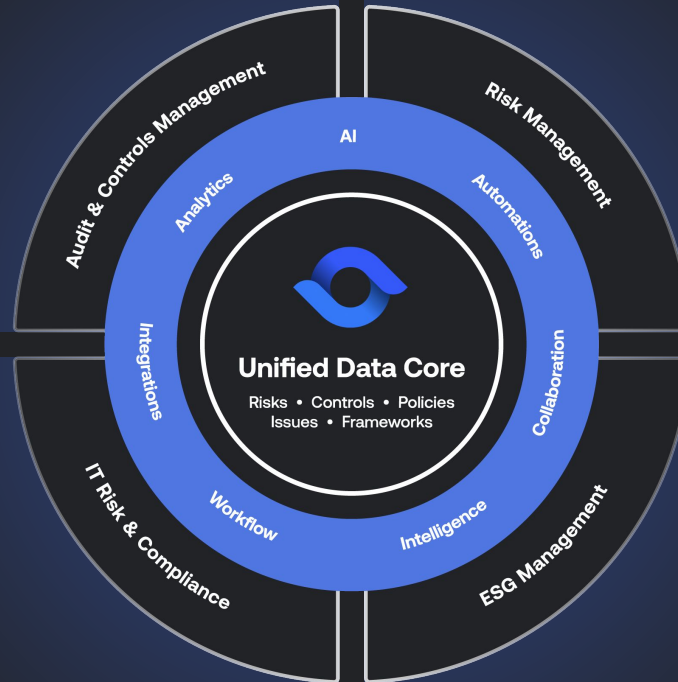 Audit & Controls Management
Risk Management
AI
Analytics
Automations
Integrations
Collaboration
Unified Data Core
Risks • Controls • Policies
Issues • Frameworks
Workflow
Intelligence
IT Risk & Compliance
ESG Management